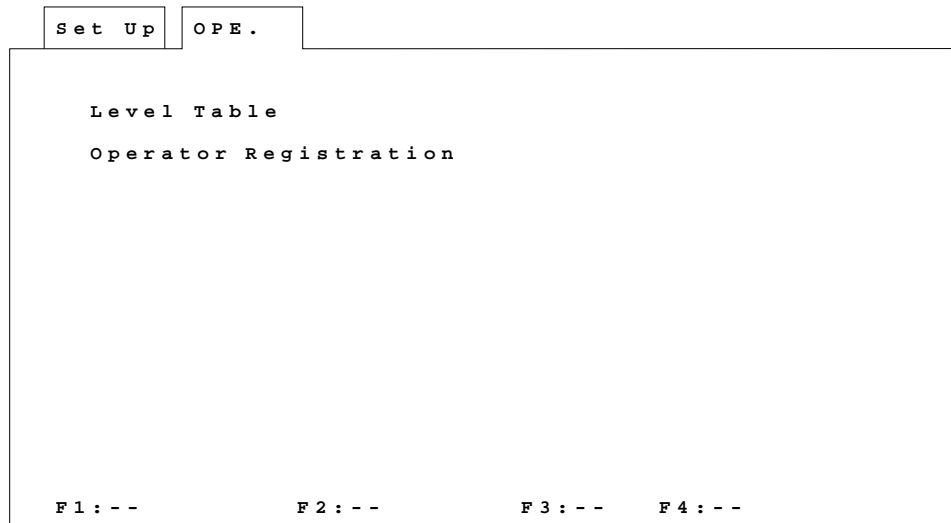 Set Up OPE.
Level Table
Operator Registration
F1:-- F2:-- F3:-- F4:--